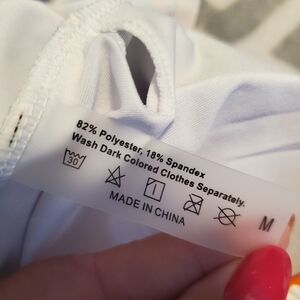 82% Polyester, 18% Spandex
Wash Dark Colored Clothes Separately.
30
MADE IN CHINA
M